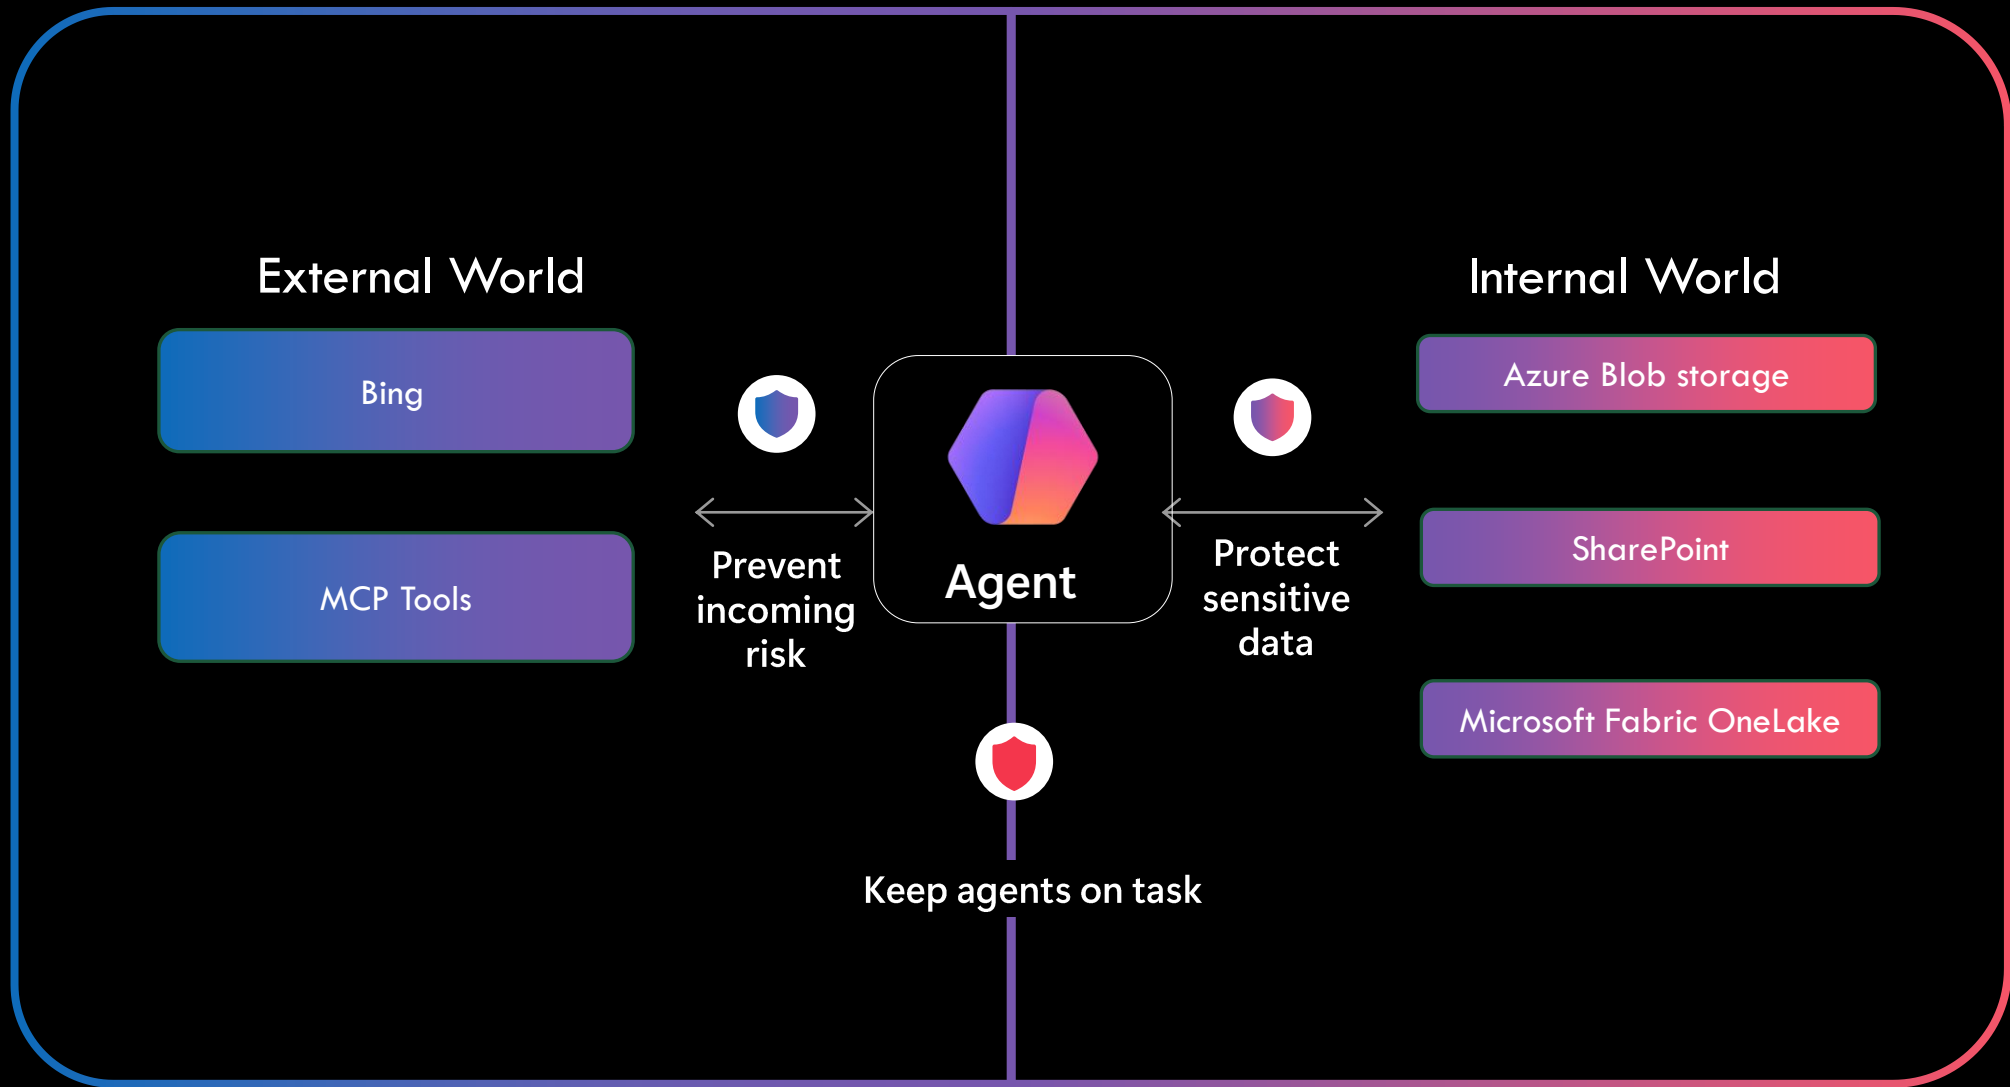 External World
Bing
MCP Tools
Prevent
incoming
risk
Agent
Keep agents on task
Protect
sensitive
data
Internal World
Azure Blob storage
SharePoint
Microsoft Fabric OneLake